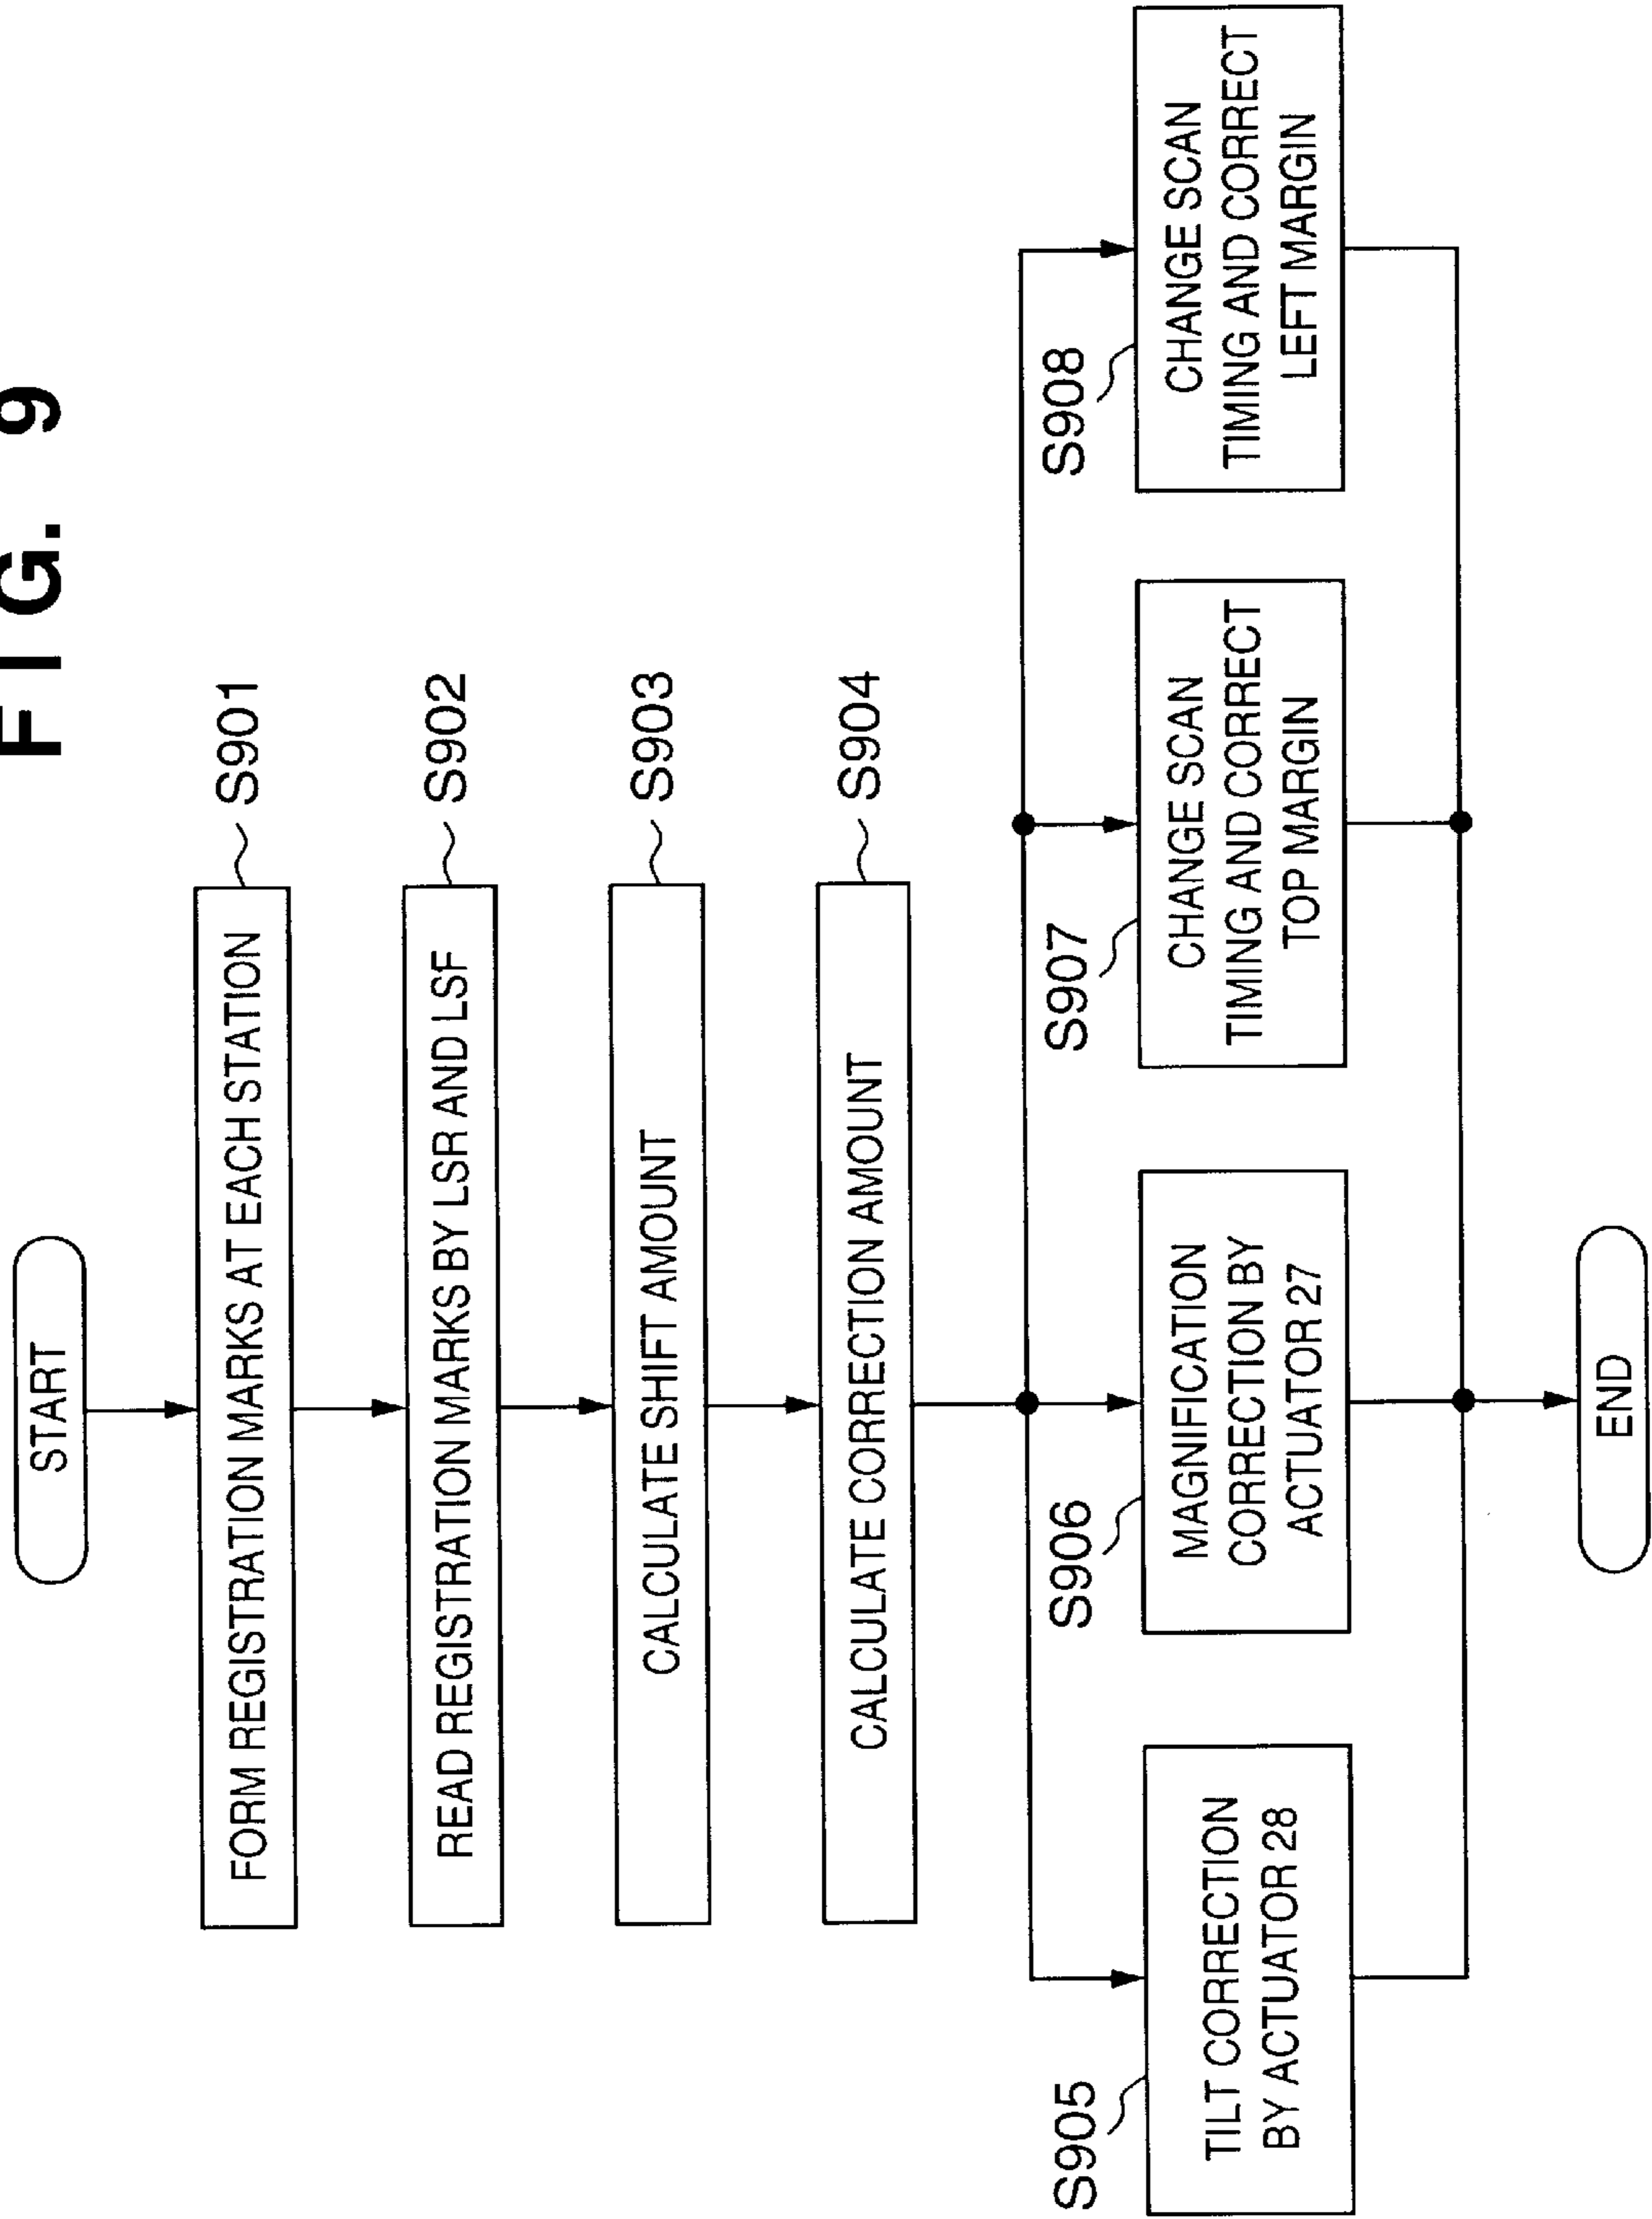 FIG. 9
START
FORM REGISTRATION MARKS AT EACH STATION
S901
READ REGISTRATION MARKS BY LSR AND LSF
S902
CALCULATE SHIFT AMOUNT
S903
CALCULATE CORRECTION AMOUNT
S904
S905
TILT CORRECTION
BY ACTUATOR 28
S906
MAGNIFICATION
CORRECTION BY
ACTUATOR 27
S907
CHANGE SCAN
TIMING AND CORRECT
TOP MARGIN
S908
CHANGE SCAN
TIMING AND CORRECT
LEFT MARGIN
END